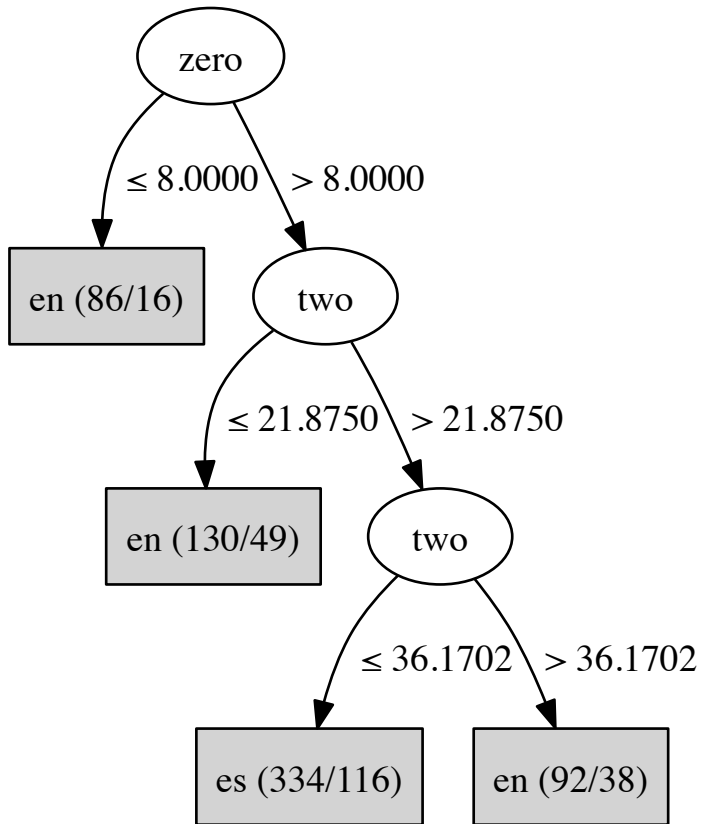 zero
≤ 8.0000
> 8.0000
en (86/16)
two
≤ 21.8750
> 21.8750
en (130/49)
two
≤ 36.1702
> 36.1702
es (334/116)
en (92/38)